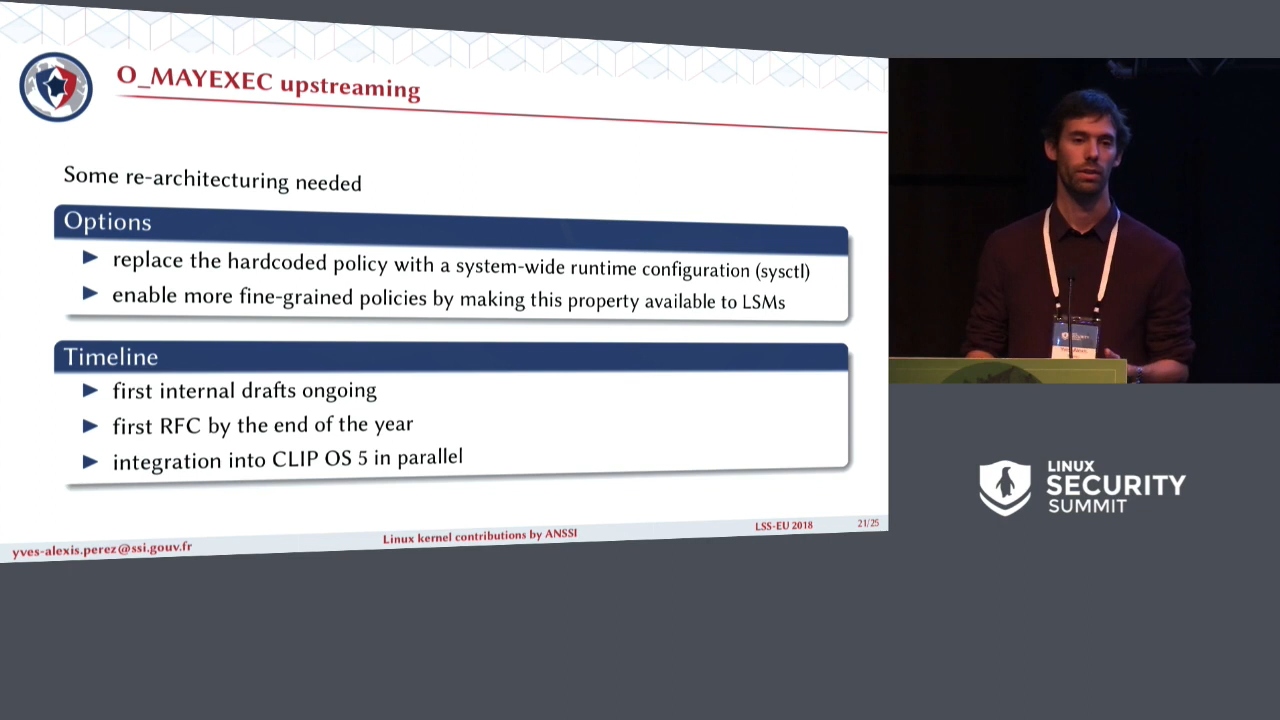 O_MAYEXEC upstreaming
Some re-architecturing needed
Options
replace the hardcoded policy with a system-wide runtime configuration (sysctl)
enable more fine-grained policies by making this property available to LSMs
Timeline
first internal drafts ongoing
first RFC by the end of the year
integration into CLIP OS 5 in parallel
yves-alexis.perez@ssi.gouv.fr
Linux kernel contributions by ANSSI
LSS-EU 2018
21/25
LINUX
SECURITY
SUMMIT